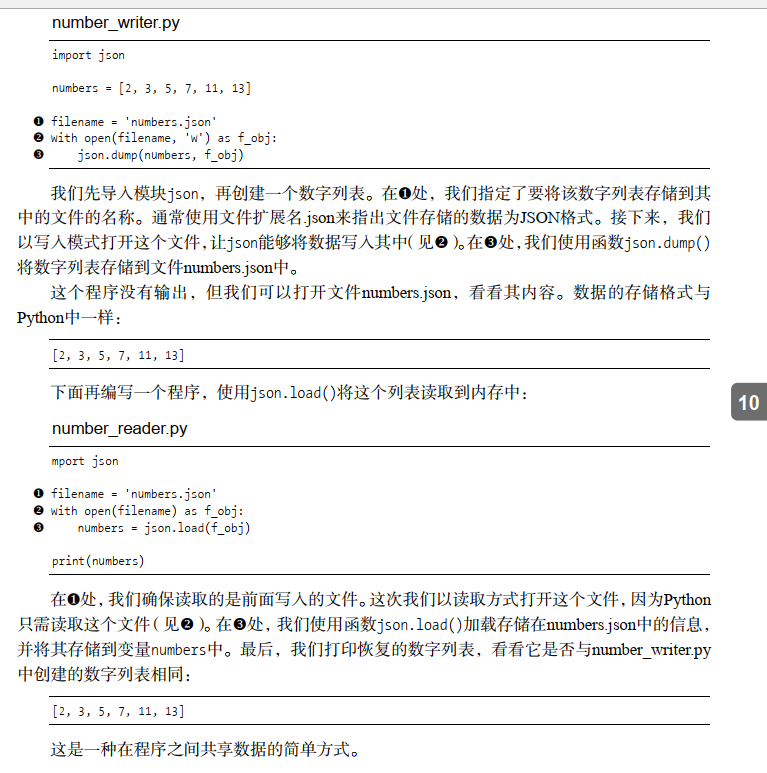 number_writer.py
import json
numbers = [2, 3, 5, 7, 11, 13]
❶ filename = 'numbers.json'
❷ with open(filename, 'w') as f_obj:
❸     json.dump(numbers, f_obj)
我们先导入模块json，再创建一个数字列表。在❶处，我们指定了要将该数字列表存储到其
中的文件的名称。通常使用文件扩展名.json来指出文件存储的数据为JSON格式。接下来，我们
以写入模式打开这个文件，让json能够将数据写入其中（见❷）。在❸处，我们使用函数json.dump()
将数字列表存储到文件numbers.json中。
这个程序没有输出，但我们可以打开文件numbers.json，看看其内容。数据的存储格式与
Python中一样：
[2, 3, 5, 7, 11, 13]
下面再编写一个程序，使用json.load()将这个列表读取到内存中：
10
number_reader.py
mport json
❶ filename = 'numbers.json'
❷ with open(filename) as f_obj:
❸     numbers = json.load(f_obj)
print(numbers)
在❶处，我们确保读取的是前面写入的文件。这次我们以读取方式打开这个文件，因为Python
只需读取这个文件（见❷）。在❸处，我们使用函数json.load()加载存储在numbers.json中的信息，
并将其存储到变量numbers中。最后，我们打印恢复的数字列表，看看它是否与number_writer.py
中创建的数字列表相同：
[2, 3, 5, 7, 11, 13]
这是一种在程序之间共享数据的简单方式。